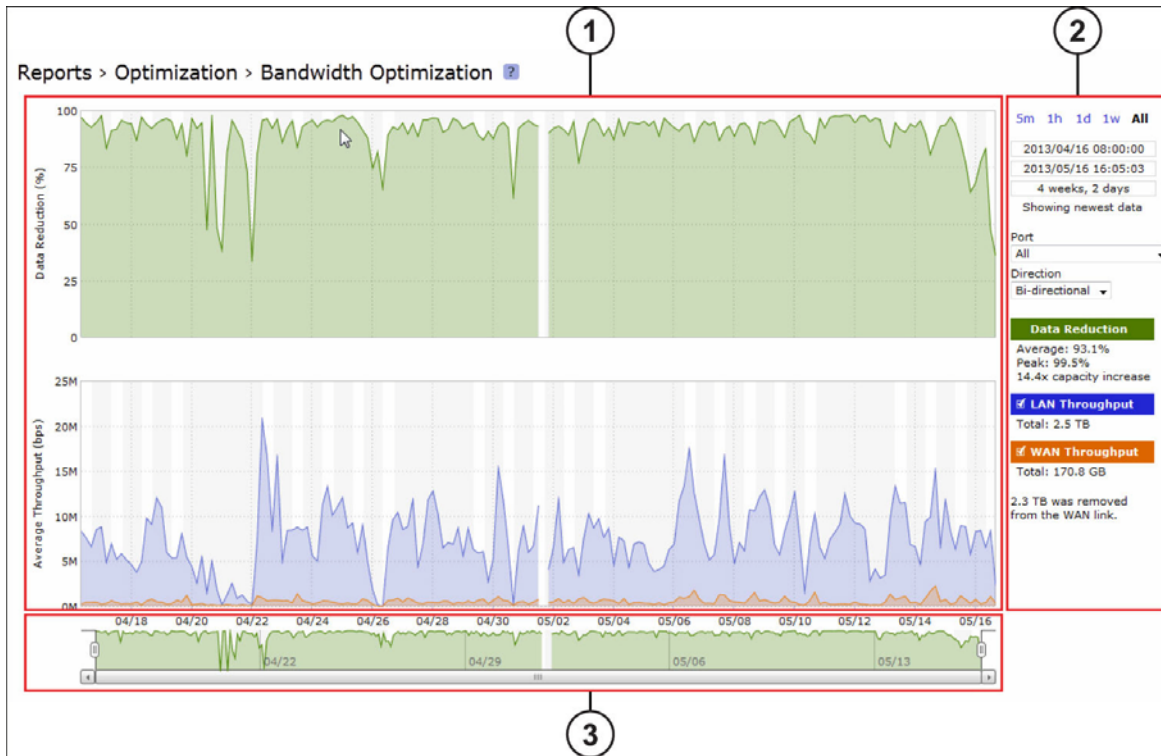 1
2
Reports > Optimization > Bandwidth Optimization ?
100
75
50
25
0
Data Reduction (%)
25M
20M
15M
10M
5M
0M
Average Throughput (bps)
04/18 04/20 04/22 04/24 04/26 04/28 04/30 05/02 05/04 05/06 05/08 05/10 05/12 05/14 05/16
04/22 04/29 05/06 05/13
3
5m 1h 1d 1w All
2013/04/16 08:00:00
2013/05/16 16:05:03
4 weeks, 2 days
Showing newest data
Port
All
Direction
Bi-directional
Data Reduction
Average: 93.1%
Peak: 99.5%
14.4x capacity increase
LAN Throughput
Total: 2.5 TB
WAN Throughput
Total: 170.8 GB
2.3 TB was removed
from the WAN link.